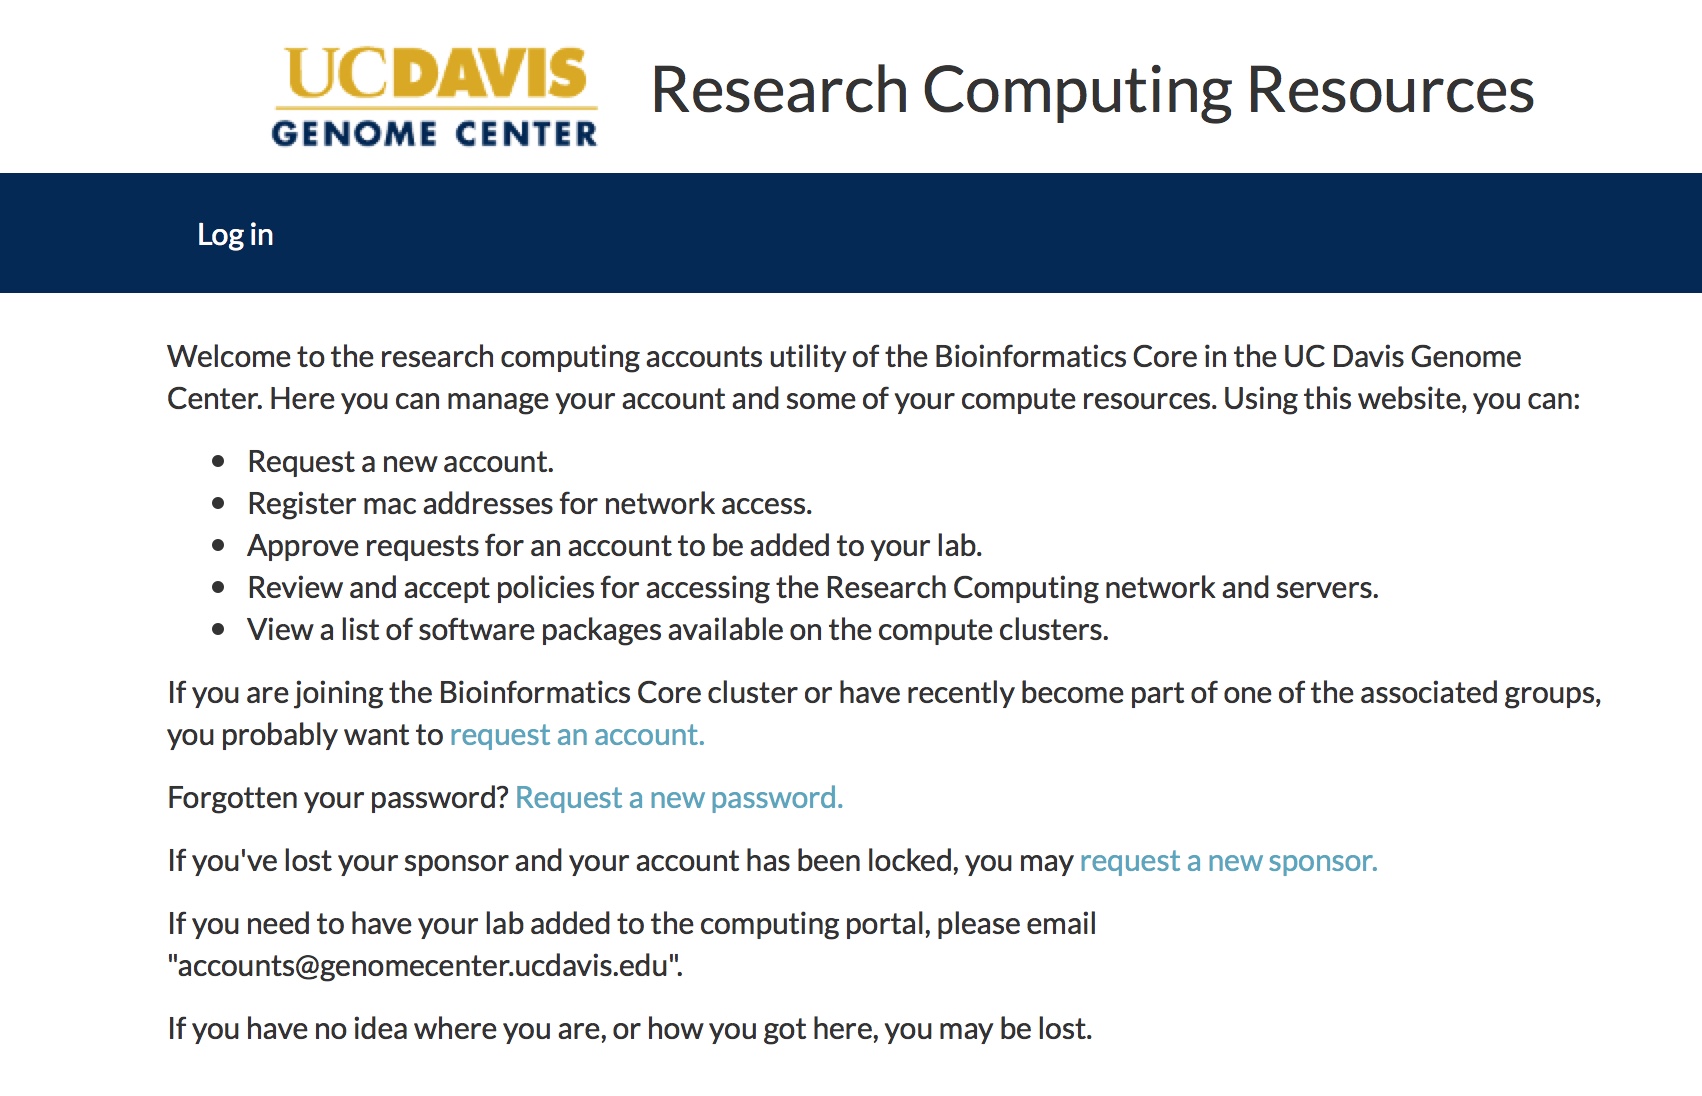 UCDAVIS
GENOME CENTER
Research Computing Resources
Log in
Welcome to the research computing accounts utility of the Bioinformatics Core in the UC Davis Genome
Center. Here you can manage your account and some of your compute resources. Using this website, you can:
• Request a new account.
• Register mac addresses for network access.
• Approve requests for an account to be added to your lab.
• Review and accept policies for accessing the Research Computing network and servers.
• View a list of software packages available on the compute clusters.
If you are joining the Bioinformatics Core cluster or have recently become part of one of the associated groups,
you probably want to request an account.
Forgotten your password? Request a new password.
If you've lost your sponsor and your account has been locked, you may request a new sponsor.
If you need to have your lab added to the computing portal, please email
"accounts@genomecenter.ucdavis.edu".
If you have no idea where you are, or how you got here, you may be lost.